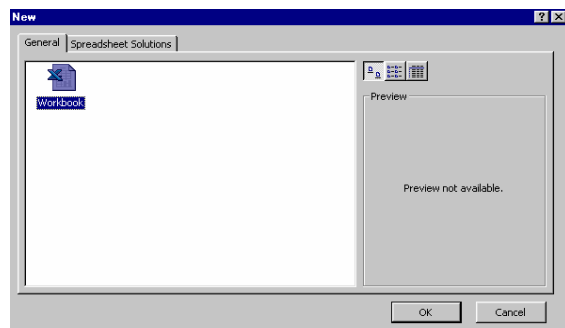 New
General
Spreadsheet Solutions
Workbook
Preview
Preview not available.
OK
Cancel